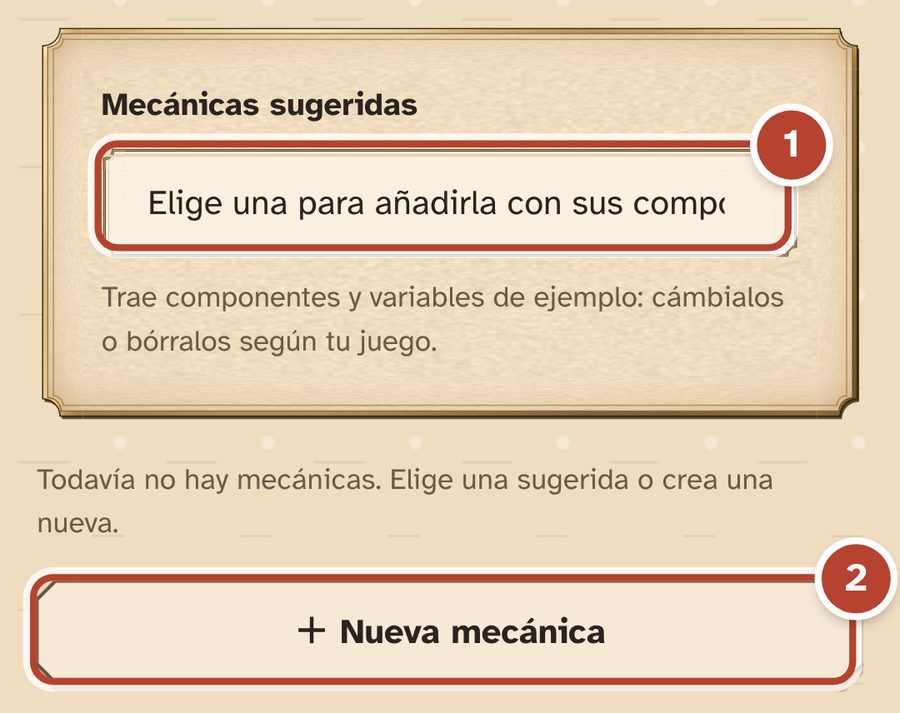 Mecánicas sugeridas
1
Elige una para añadirla con sus comp
Trae componentes y variables de ejemplo: cámbialos
o bórralos según tu juego.
Todavía no hay mecánicas. Elige una sugerida o crea una
nueva.
2
+ Nueva mecánica